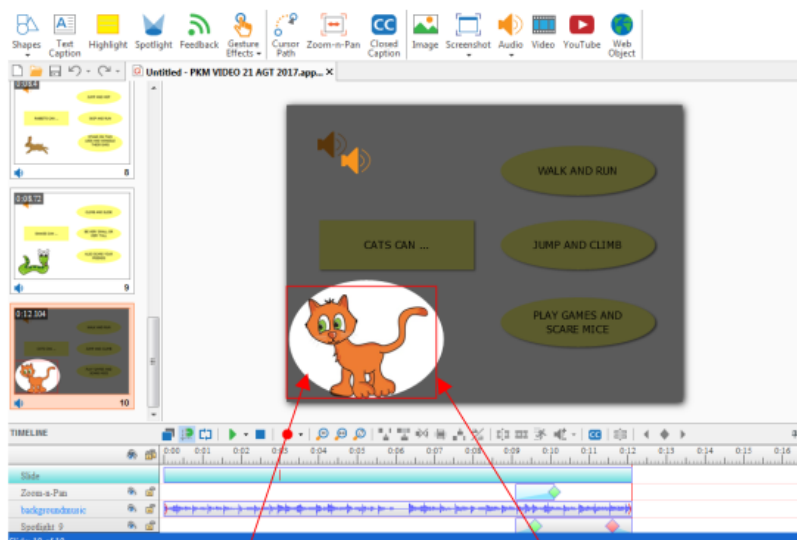 Shapes
Text
Caption
Highlight
Spotlight
Feedback
Gesture
Effects
Cursor
Path
Zoom-n-Pan
Closed
Caption
Image
Screenshot
Audio
Video
YouTube
Web
Object
Untitled - PKM VIDEO 21 AGT 2017.app... X
8
0:08.72
9
0:12.104
10
WALK AND RUN
CATS CAN ...
JUMP AND CLIMB
PLAY GAMES AND
SCARE MICE
TIMELINE
0:00 0:01 0:02 0:03 0:04 0:05 0:06 0:07 0:08 0:09 0:10 0:11 0:12 0:13 0:14 0:15 0:16
Slide
Zoom-n-Pan
backgroundmusic
Spotlight 9